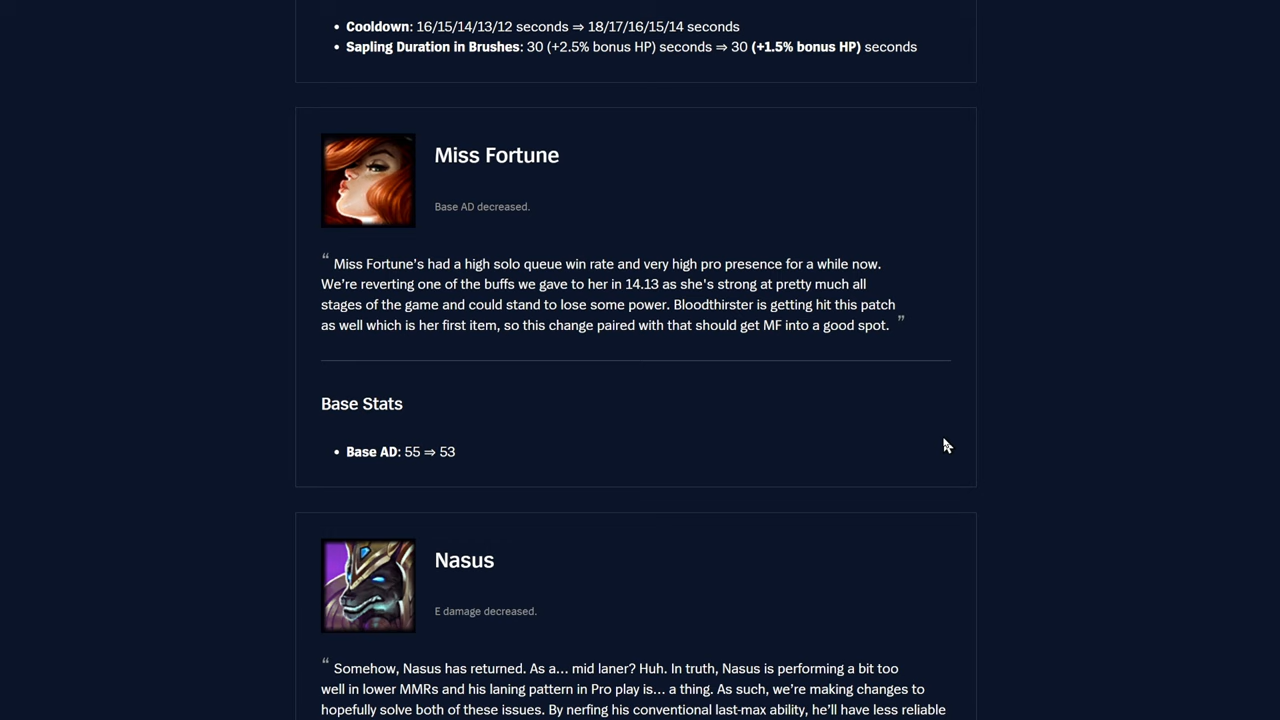 Cooldown: 16/15/14/13/12 seconds ⇒ 18/17/16/15/14 seconds
Sapling Duration in Brushes: 30 (+2.5% bonus HP) seconds ⇒ 30 (+1.5% bonus HP) seconds
Miss Fortune
Base AD decreased.
“ Miss Fortune's had a high solo queue win rate and very high pro presence for a while now.
We're reverting one of the buffs we gave to her in 14.13 as she's strong at pretty much all
stages of the game and could stand to lose some power. Bloodthirster is getting hit this patch
as well which is her first item, so this change paired with that should get MF into a good spot. ”
Base Stats
Base AD: 55 ⇒ 53
Nasus
E damage decreased.
“ Somehow, Nasus has returned. As a... mid laner? Huh. In truth, Nasus is performing a bit too
well in lower MMRs and his laning pattern in Pro play is... a thing. As such, we're making changes to
hopefully solve both of these issues. By nerfing his conventional last-max ability, he'll have less reliable